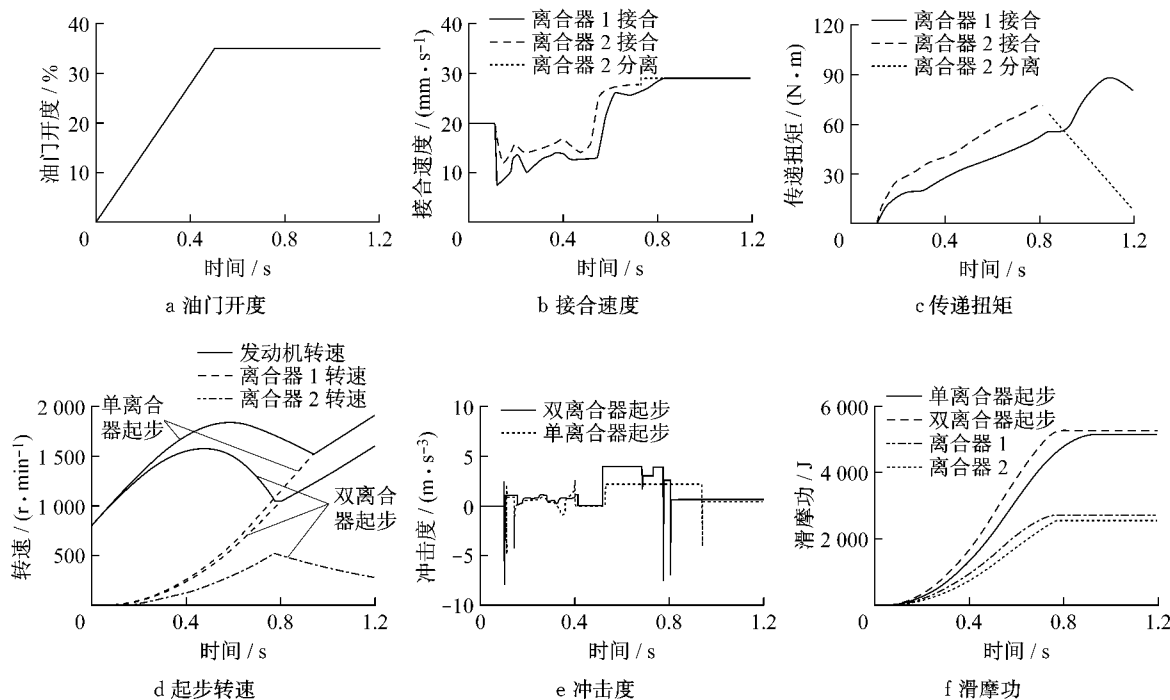 40
30
20
10
0
0.4
0.8
1.2
油门开度 / %
时间 / s
a 油门开度
离合器 1 接合
离合器 2 接合
离合器 2 分离
40
30
20
10
0
0.4
0.8
1.2
接合速度 / (mm · s⁻¹)
时间 / s
b 接合速度
离合器 1 接合
离合器 2 接合
离合器 2 分离
120
90
60
30
0
0.4
0.8
1.2
传递扭矩 / (N · m)
时间 / s
c 传递扭矩
发动机转速
离合器 1 转速
离合器 2 转速
单离合
器起步
双离合
器起步
2 000
1 500
1 000
500
0
0.4
0.8
1.2
转速 / (r · min⁻¹)
时间 / s
d 起步转速
双离合器起步
单离合器起步
10
5
0
-5
-10
0
0.4
0.8
1.2
冲击度 / (m · s⁻³)
时间 / s
e 冲击度
单离合器起步
双离合器起步
离合器 1
离合器 2
6 000
4 000
2 000
0
0.4
0.8
1.2
滑摩功 / J
时间 / s
f 滑摩功